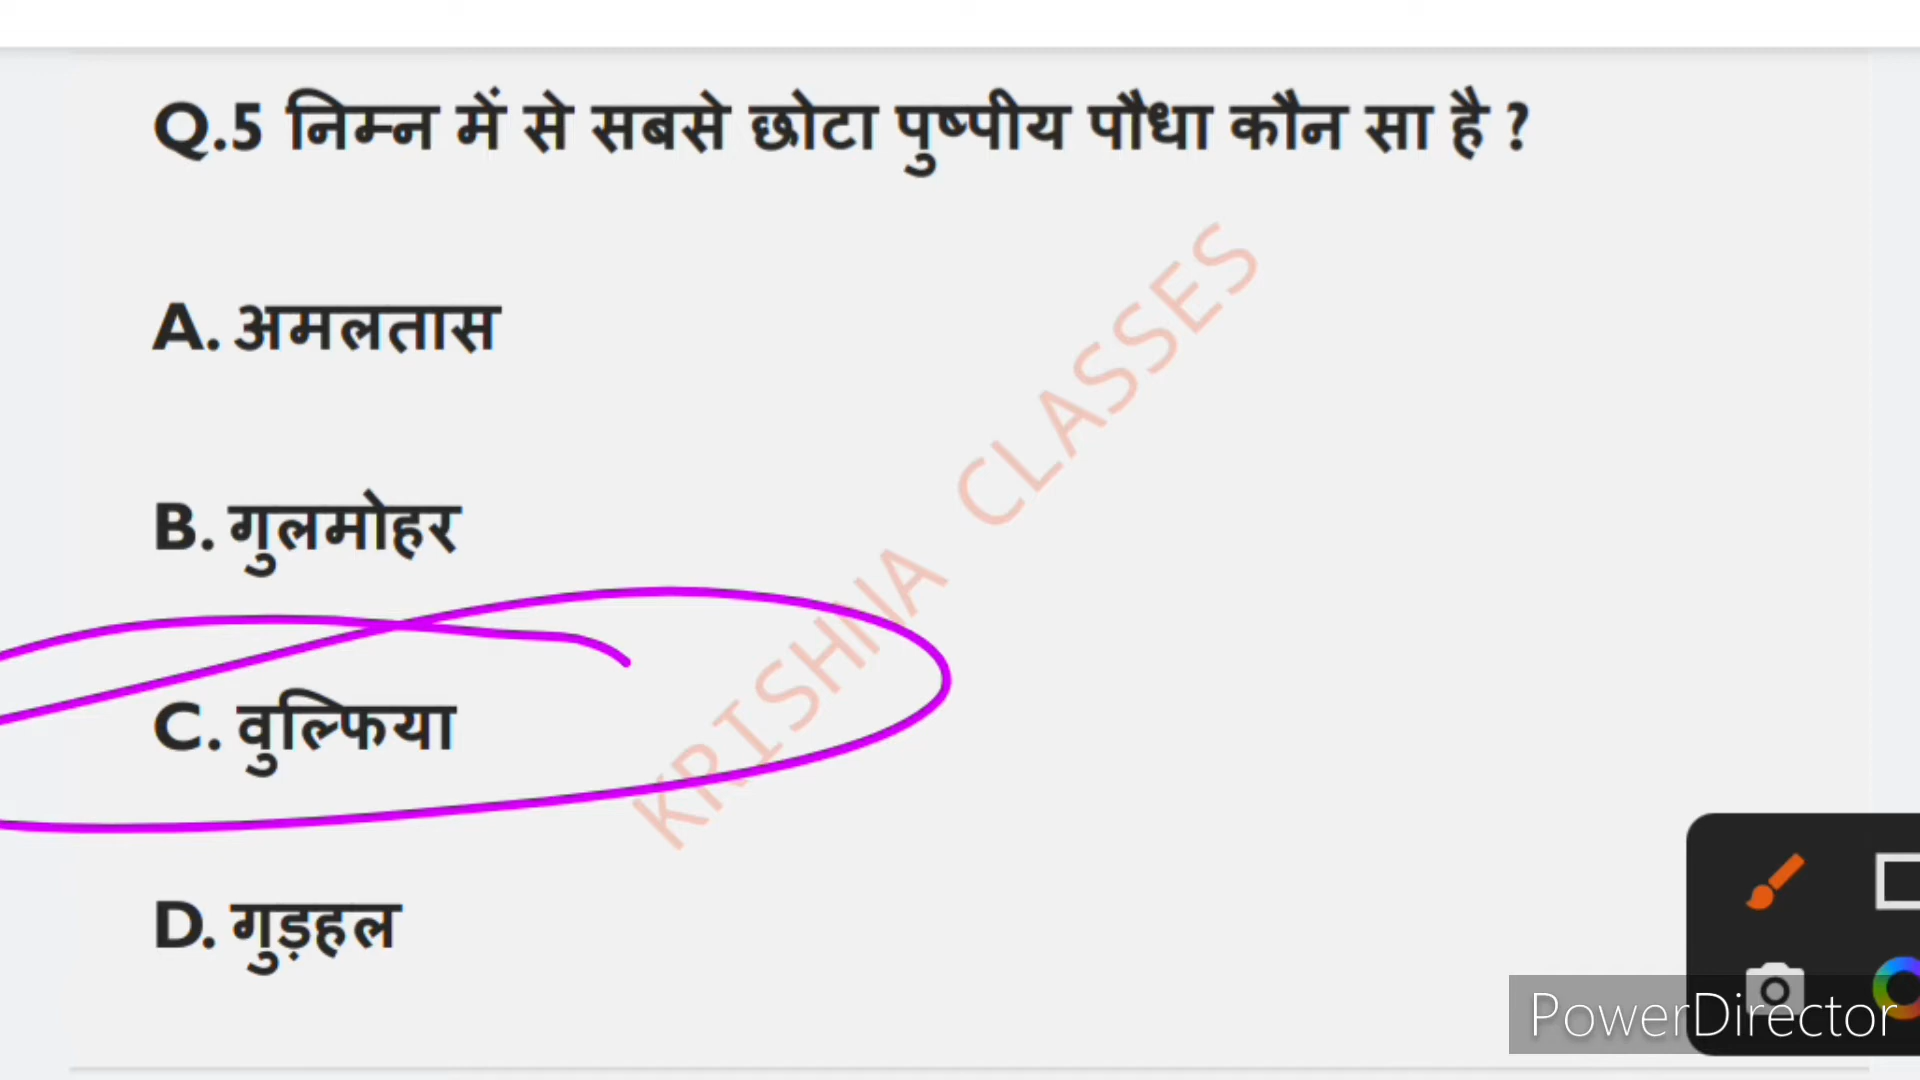 Q.5 निम्न में से सबसे छोटा पुष्पीय पौधा कौन सा है ?
A. अमलतास
B. गुलमोहर
C. वुल्फिया
D. गुड़हल
KRISHNA CLASSES
PowerDirector